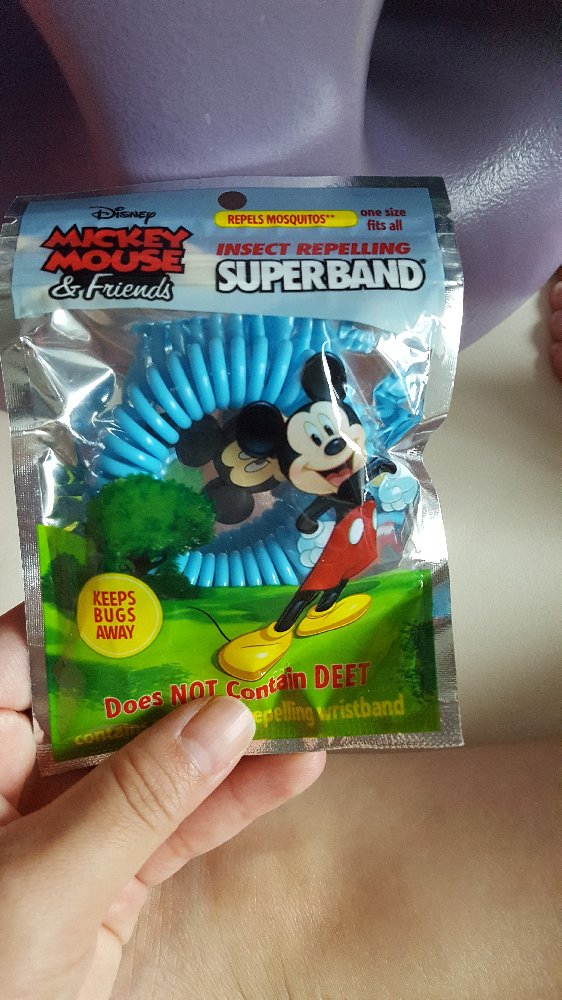 Disney
MICKEY
MOUSE
& Friends
REPELS MOSQUITOS**
one size
fits all
INSECT REPELLING
SUPERBAND®
KEEPS
BUGS
AWAY
Does NOT Contain DEET
wristband